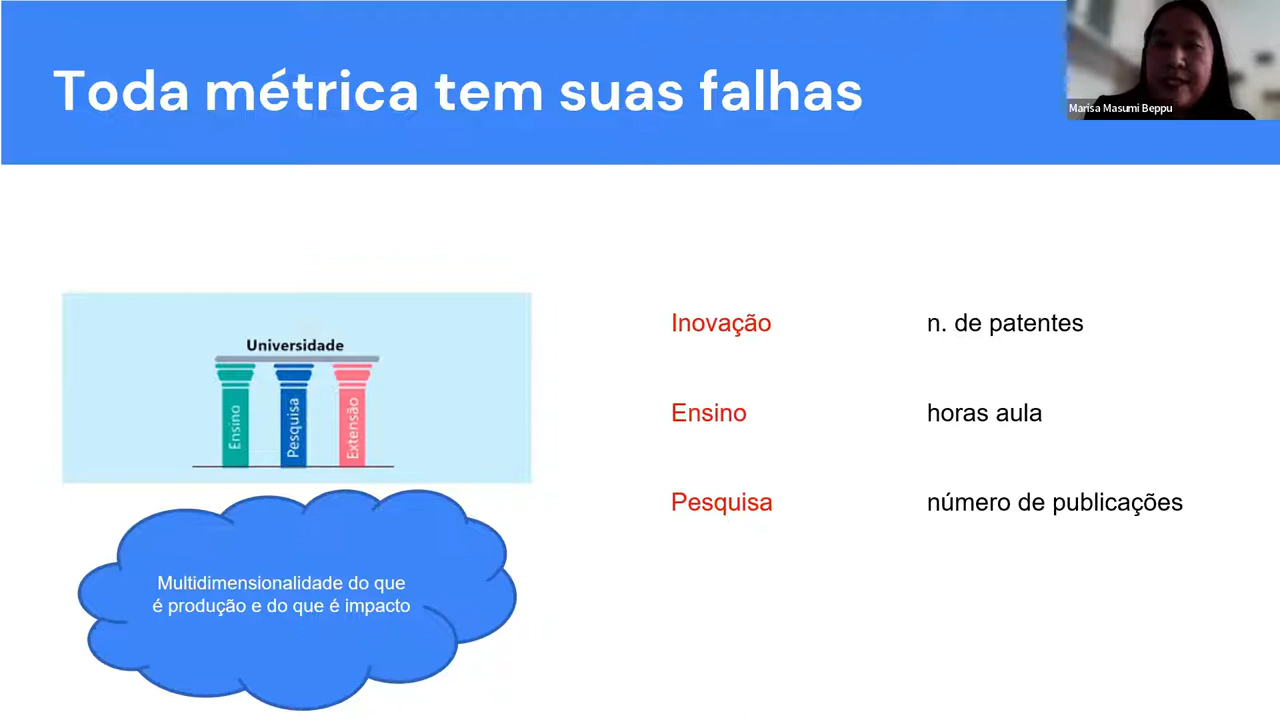 Toda métrica tem suas falhas
Marisa Masumi Beppu
Universidade
Ensino
Pesquisa
Extensão
Multidimensionalidade do que
é produção e do que é impacto
Inovação n. de patentes
Ensino horas aula
Pesquisa número de publicações